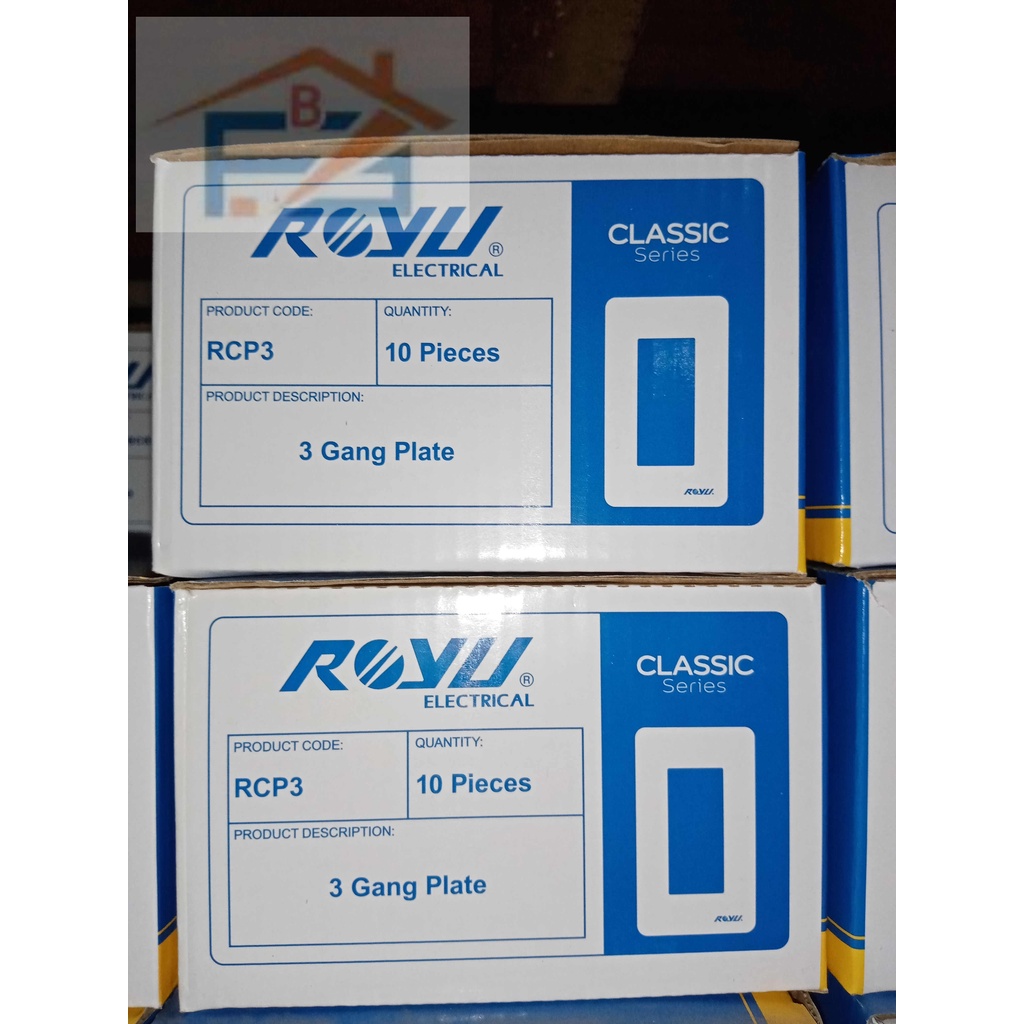 B
ROYU ®
ELECTRICAL
CLASSIC
Series
PRODUCT CODE:
RCP3
QUANTITY:
10 Pieces
PRODUCT DESCRIPTION:
3 Gang Plate
ROYU
ROYU ®
ELECTRICAL
CLASSIC
Series
PRODUCT CODE:
RCP3
QUANTITY:
10 Pieces
PRODUCT DESCRIPTION:
3 Gang Plate
ROYU